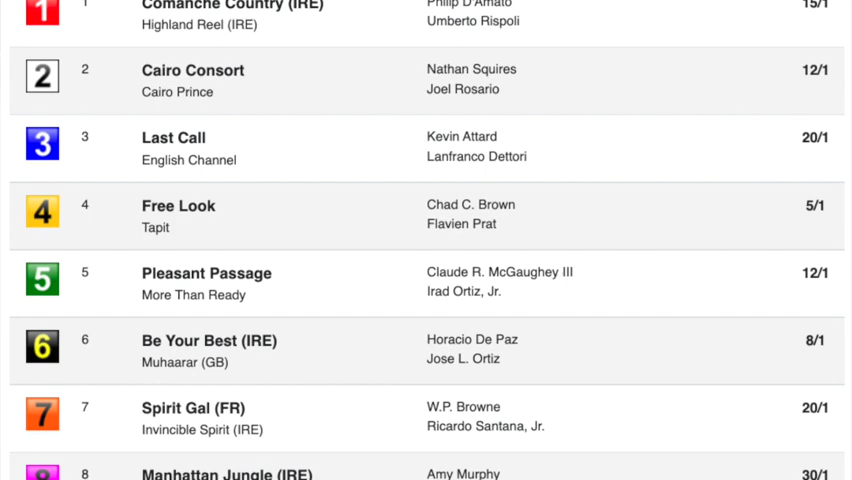 1 1 Comanche Country (IRE) Philip D'Amato 15/1
Highland Reel (IRE) Umberto Rispoli
2 2 Cairo Consort Nathan Squires 12/1
Cairo Prince Joel Rosario
3 3 Last Call Kevin Attard 20/1
English Channel Lanfranco Dettori
4 4 Free Look Chad C. Brown 5/1
Tapit Flavien Prat
5 5 Pleasant Passage Claude R. McGaughey III 12/1
More Than Ready Irad Ortiz, Jr.
6 6 Be Your Best (IRE) Horacio De Paz 8/1
Muhaarar (GB) Jose L. Ortiz
7 7 Spirit Gal (FR) W.P. Browne 20/1
Invincible Spirit (IRE) Ricardo Santana, Jr.
8 8 Manhattan Jungle (IRE) Amy Murphy 30/1